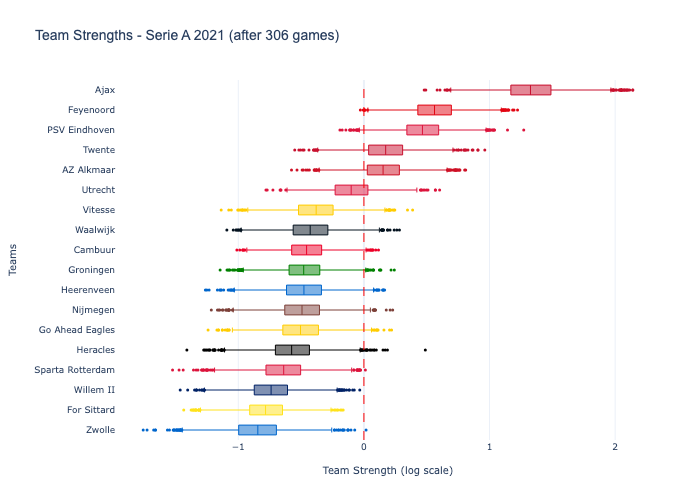 Team Strengths - Serie A 2021 (after 306 games)
Teams
Ajax
Feyenoord
PSV Eindhoven
Twente
AZ Alkmaar
Utrecht
Vitesse
Waalwijk
Cambuur
Groningen
Heerenveen
Nijmegen
Go Ahead Eagles
Heracles
Sparta Rotterdam
Willem II
For Sittard
Zwolle
−1 0 1 2
Team Strength (log scale)